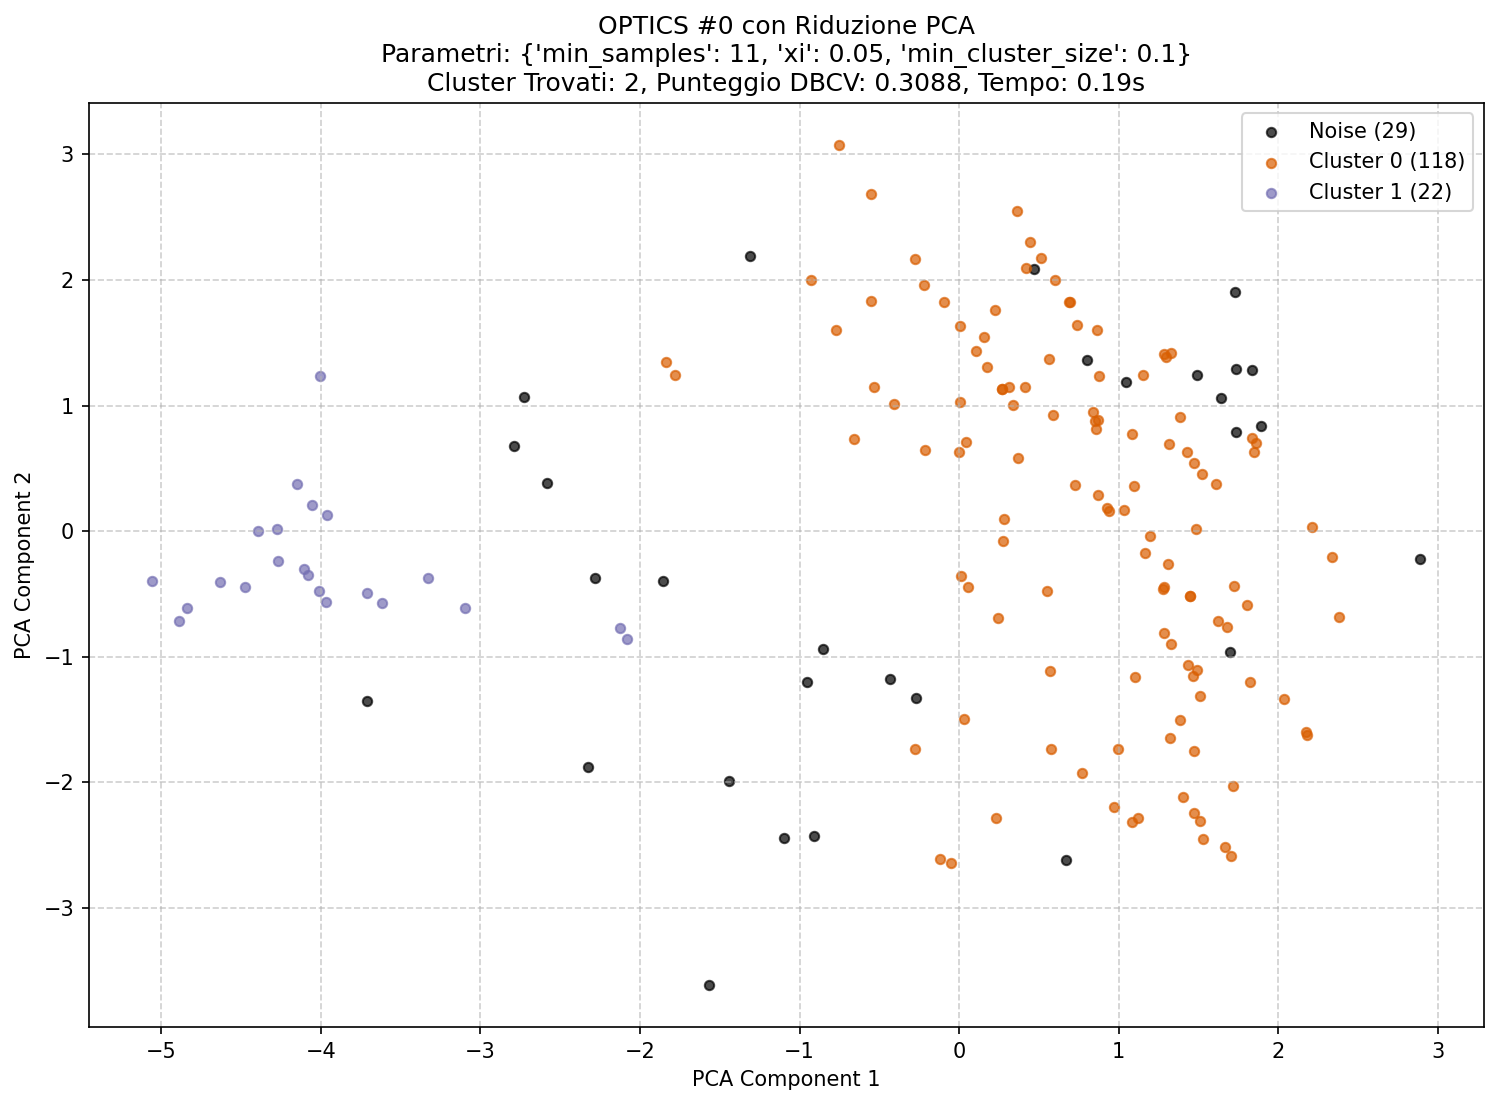 OPTICS #0 con Riduzione PCA
Parametri: {'min_samples': 11, 'xi': 0.05, 'min_cluster_size': 0.1}
Cluster Trovati: 2, Punteggio DBCV: 0.3088, Tempo: 0.19s
Noise (29)
Cluster 0 (118)
Cluster 1 (22)
PCA Component 2
3
2
1
0
−1
−2
−3
−5 −4 −3 −2 −1 0 1 2 3
PCA Component 1